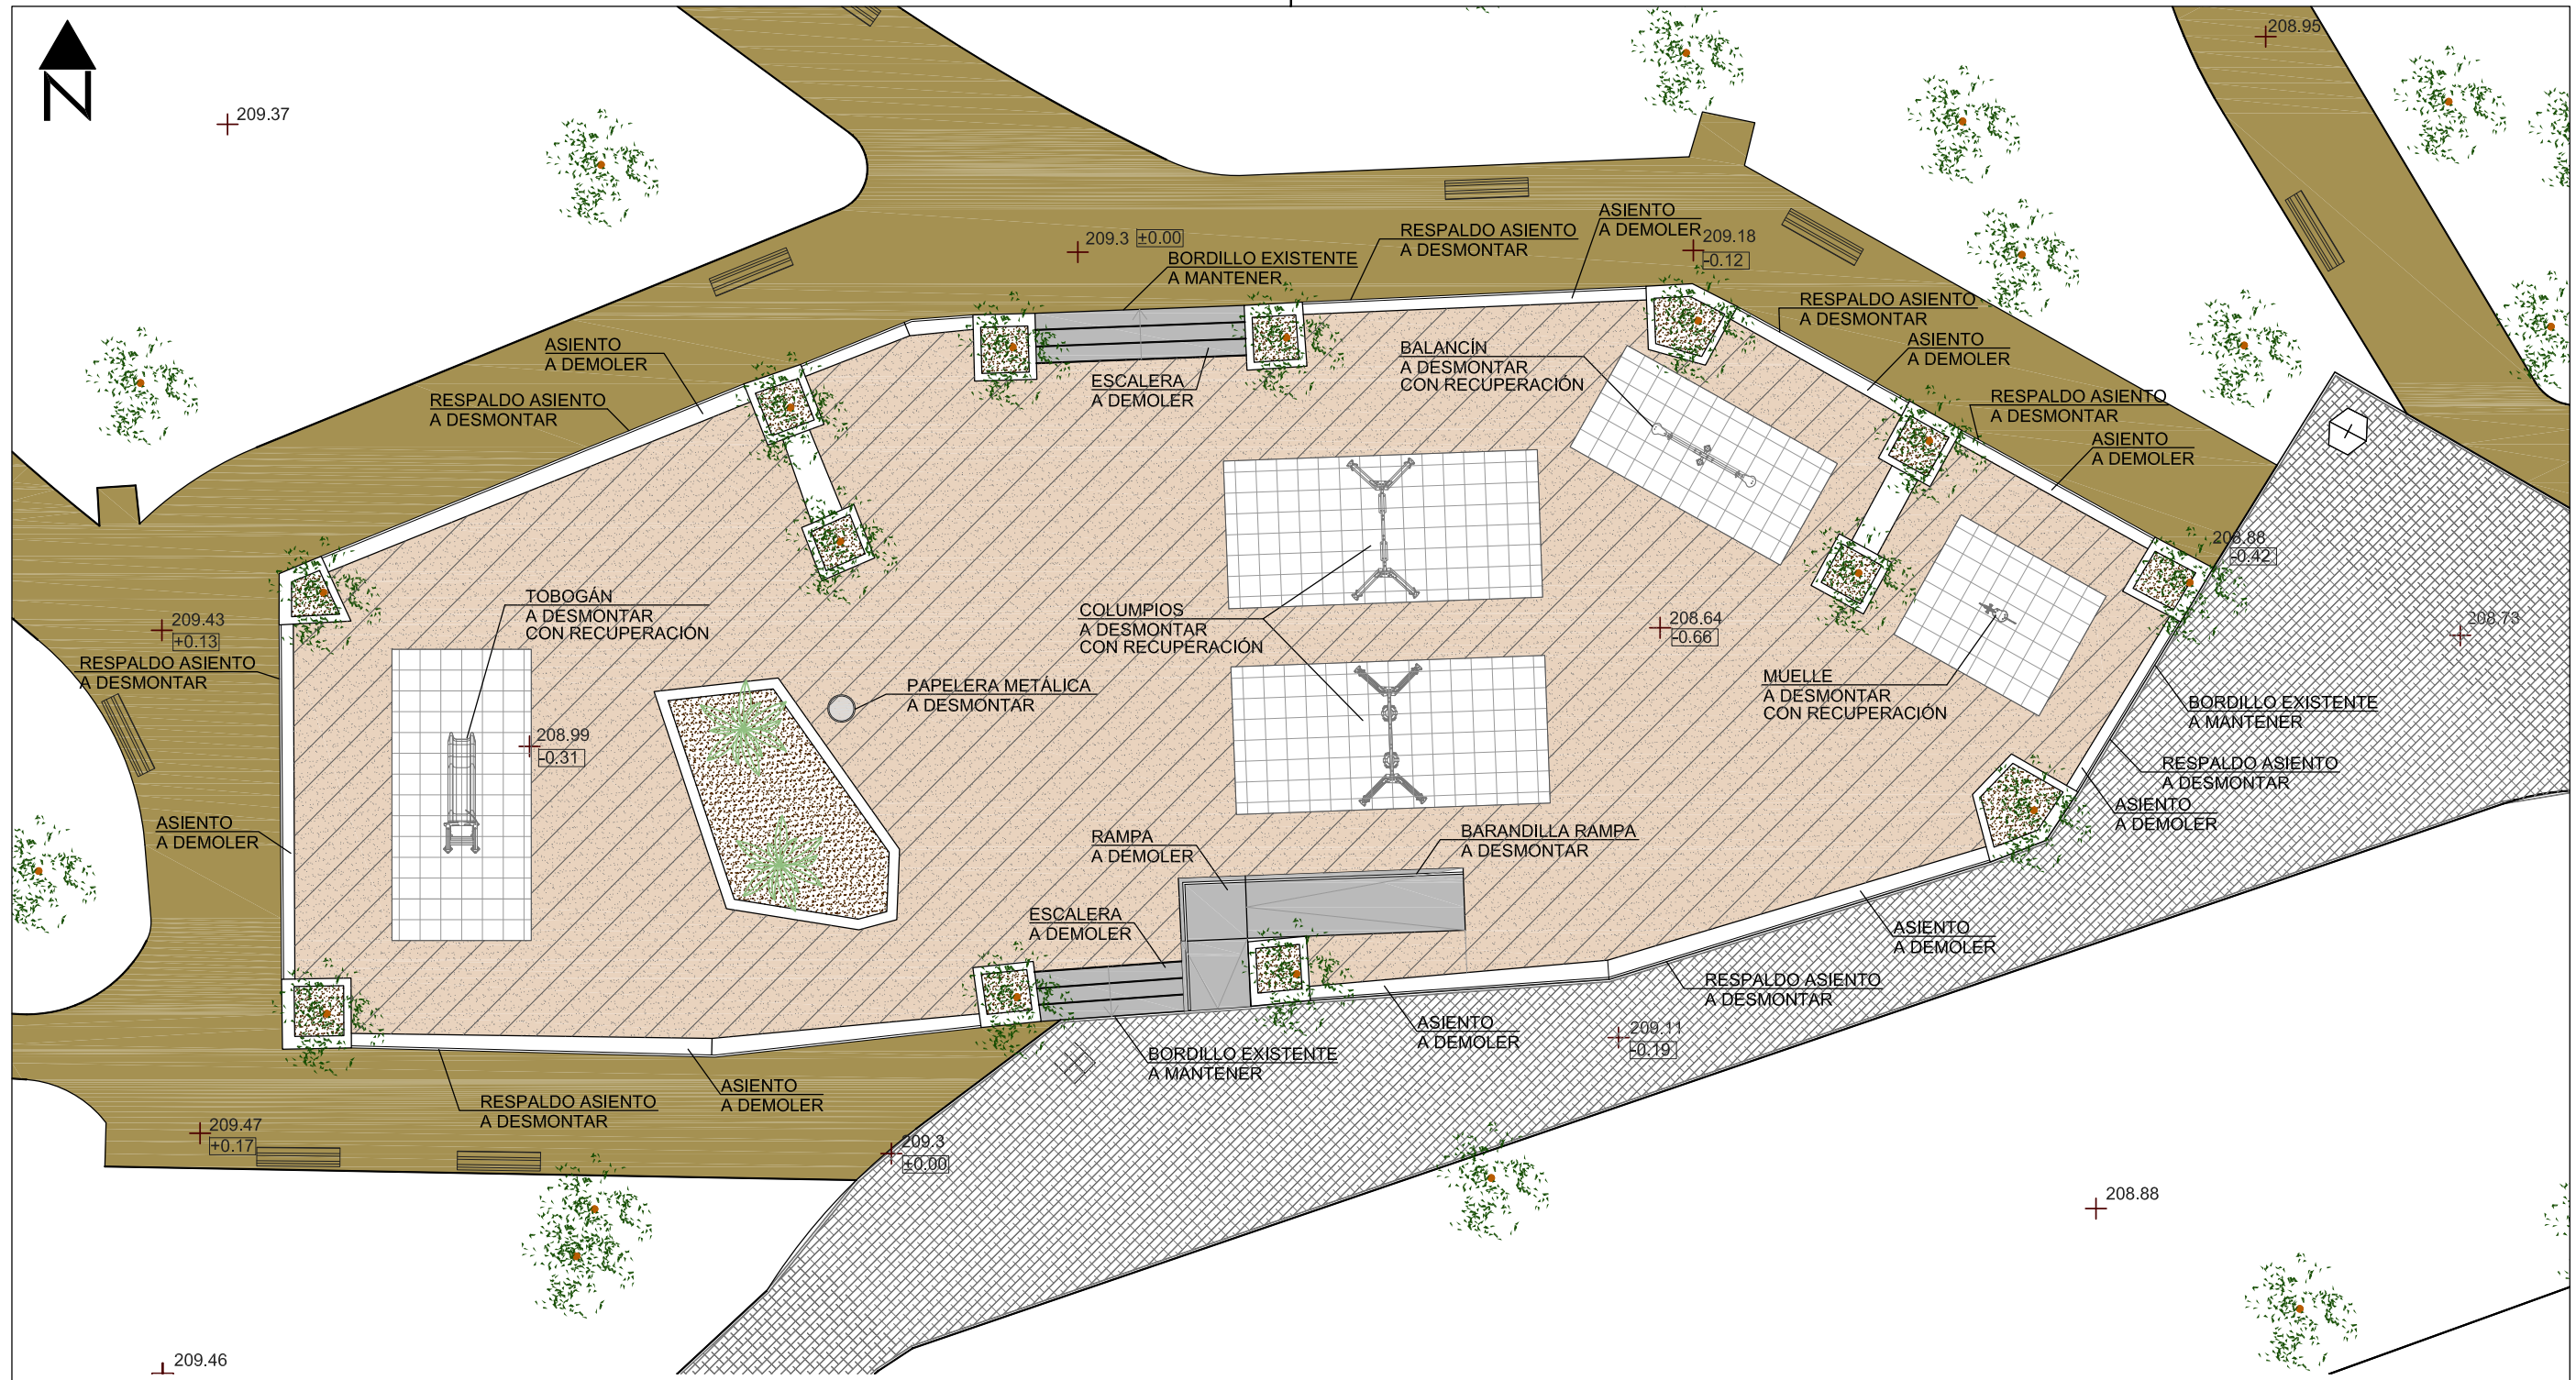 N
208.95
209.37
ASIENTO
A DEMOLER
RESPALDO ASIENTO
A DESMONTAR
209.3 ±0.00
209.18
-0.12
BORDILLO EXISTENTE
A MANTENER
RESPALDO ASIENTO
A DESMONTAR
ASIENTO
A DEMOLER
ASIENTO
A DEMOLER
BALANCÍN
A DESMONTAR
CON RECUPERACIÓN
ESCALERA
A DEMOLER
RESPALDO ASIENTO
A DESMONTAR
RESPALDO ASIENTO
A DESMONTAR
ASIENTO
A DEMOLER
208.88
-0.42
TOBOGÁN
A DESMONTAR
CON RECUPERACIÓN
COLUMPIOS
A DESMONTAR
CON RECUPERACIÓN
208.64
-0.66
208.73
209.43
+0.13
RESPALDO ASIENTO
A DESMONTAR
PAPELERA METÁLICA
A DESMONTAR
MUELLE
A DESMONTAR
CON RECUPERACIÓN
BORDILLO EXISTENTE
A MANTENER
208.99
-0.31
RESPALDO ASIENTO
A DESMONTAR
ASIENTO
A DEMOLER
ASIENTO
A DEMOLER
RAMPA
A DEMOLER
BARANDILLA RAMPA
A DESMONTAR
ESCALERA
A DEMOLER
ASIENTO
A DEMOLER
RESPALDO ASIENTO
A DESMONTAR
ASIENTO
A DEMOLER
209.11
-0.19
BORDILLO EXISTENTE
A MANTENER
ASIENTO
A DEMOLER
RESPALDO ASIENTO
A DESMONTAR
209.47
+0.17
209.3
±0.00
208.88
209.46